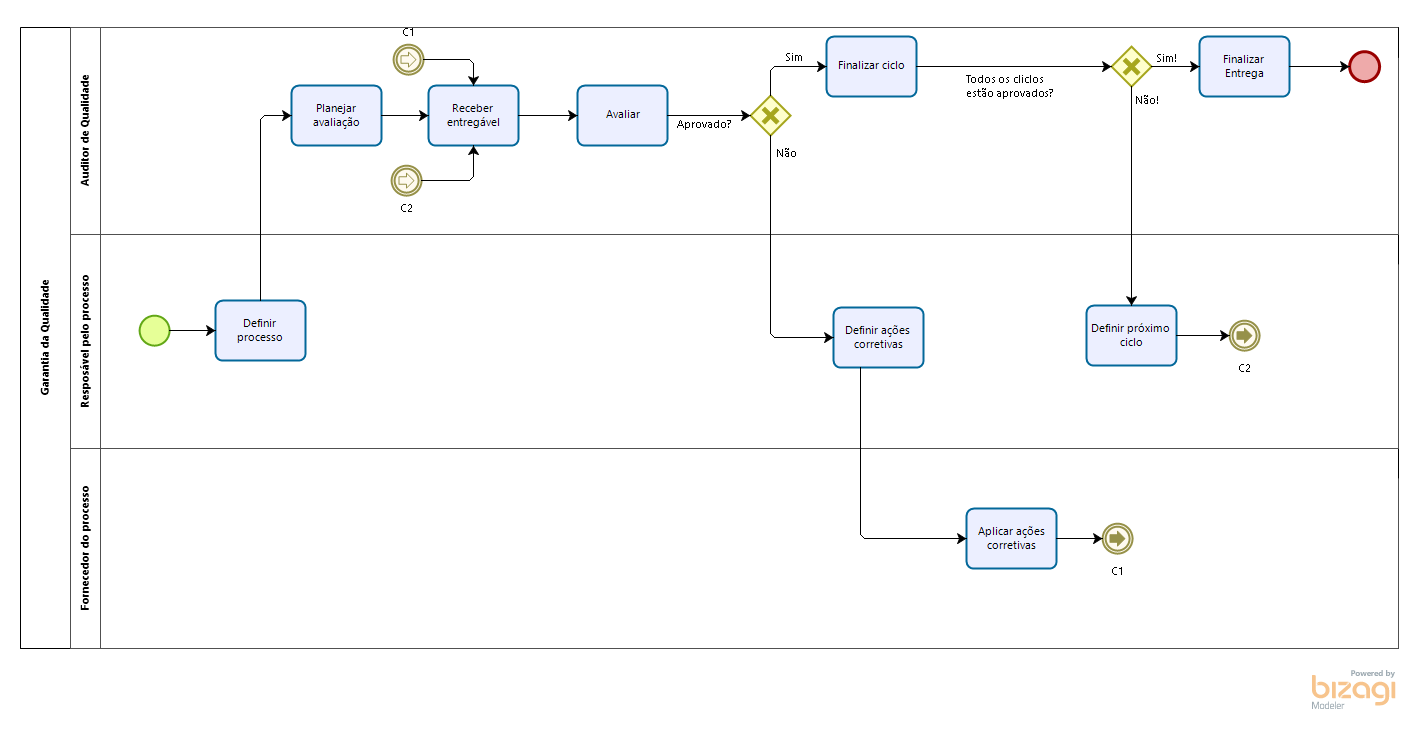 Garantia da Qualidade
Auditor de Qualidade
C1
Planejar
avaliação
Receber
entregável
C2
Avaliar
Aprovado?
Sim
Não
Finalizar ciclo
Todos os cliclos
estão aprovados?
Sim!
Não!
Finalizar
Entrega
Resposável pelo processo
Definir
processo
Definir ações
corretivas
Definir próximo
ciclo
C2
Fornecedor do processo
Aplicar ações
corretivas
C1
Powered by
bizagi
Modeler